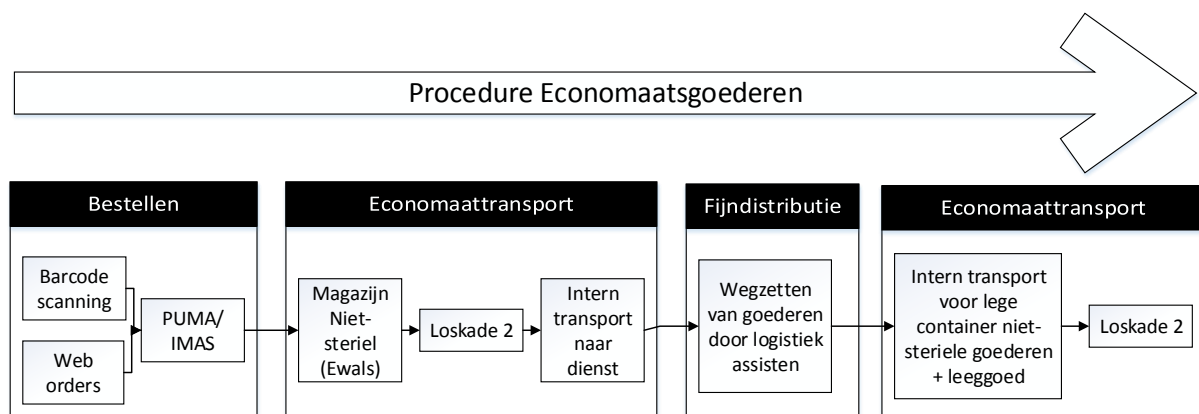 Procedure Economaatsgoederen
Bestellen
Barcode
scanning
Web
orders
PUMA/
IMAS
Economaattransport
Magazijn
Niet-
steriel
(Ewals)
Loskade 2
Intern
transport
naar
dienst
Fijndistributie
Wegzetten
van goederen
door logistiek
assisten
Economaattransport
Intern transport
voor lege
container niet-
steriele goederen
+ leeggoed
Loskade 2